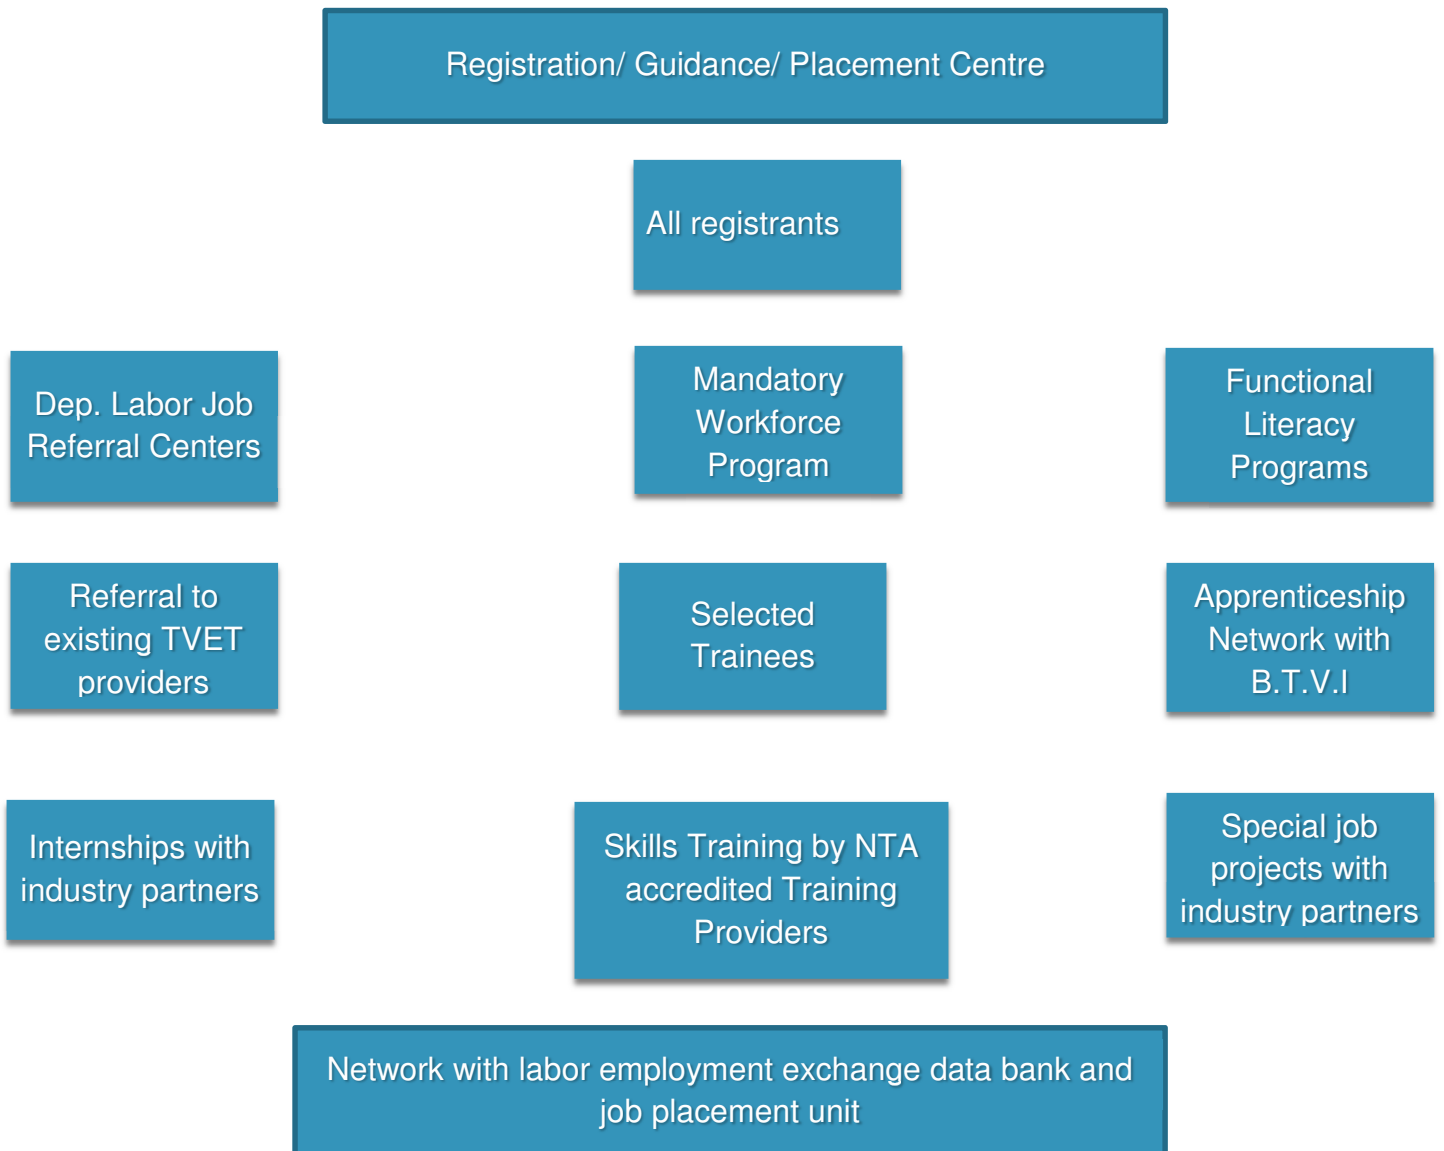 Registration/ Guidance/ Placement Centre
All registrants
Dep. Labor Job
Referral Centers
Mandatory
Workforce
Program
Functional
Literacy
Programs
Referral to
existing TVET
providers
Selected
Trainees
Apprenticeship
Network with
B.T.V.I
Internships with
industry partners
Skills Training by NTA
accredited Training
Providers
Special job
projects with
industry partners
Network with labor employment exchange data bank and
job placement unit